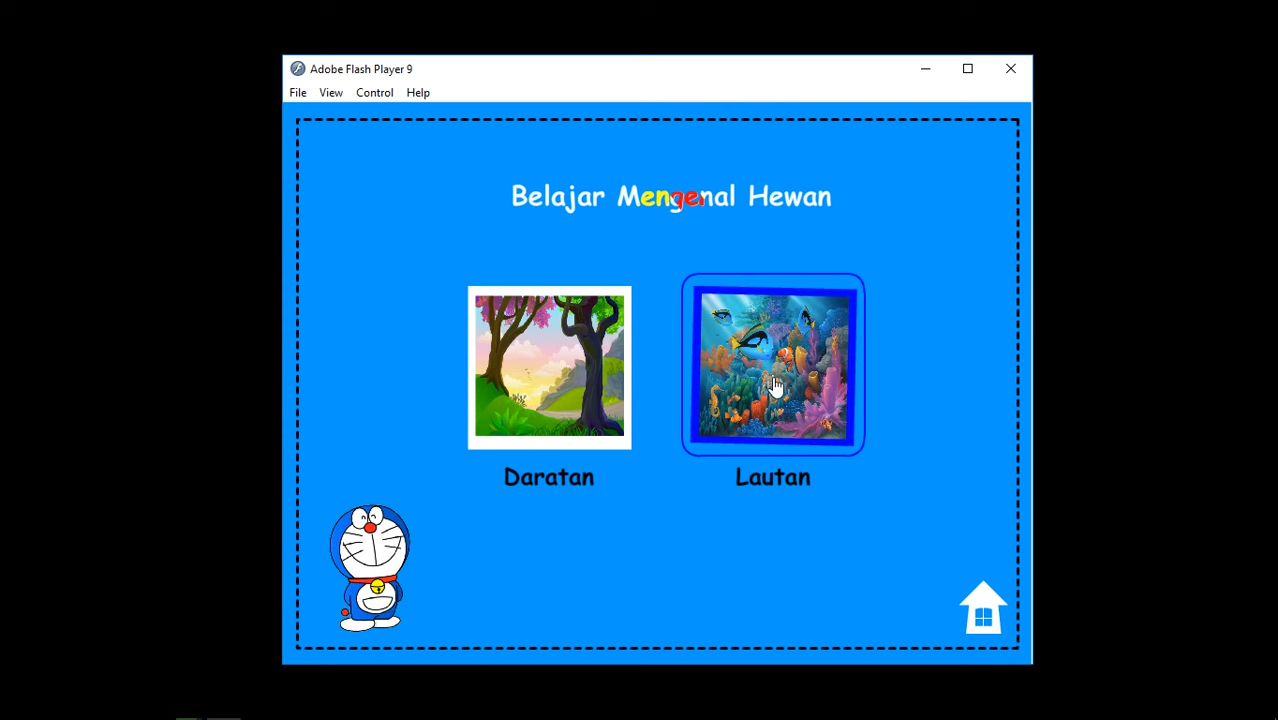 Adobe Flash Player 9
File View Control Help
Belajar Mengenal Hewan
Daratan Lautan